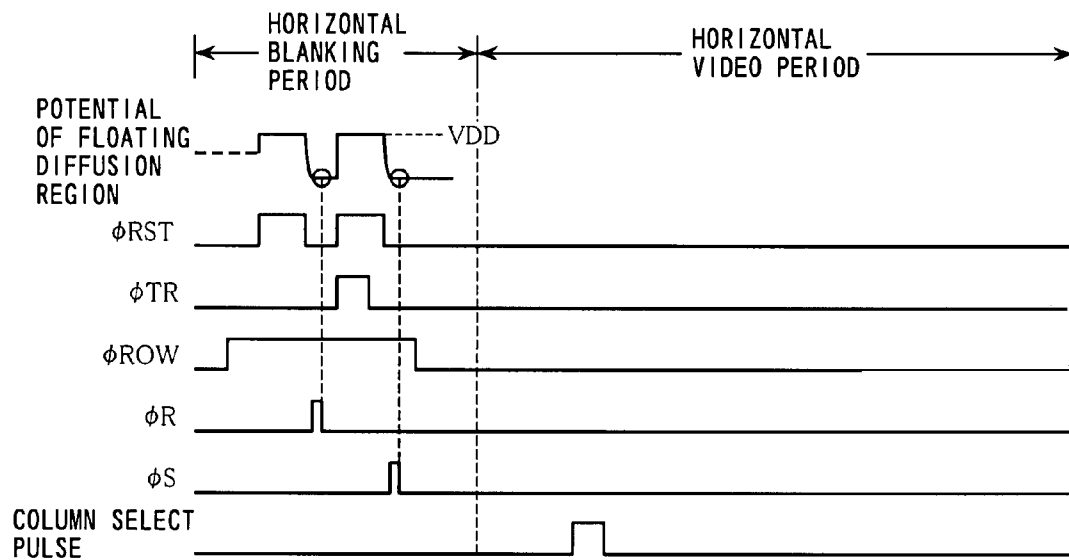 HORIZONTAL
BLANKING
PERIOD
HORIZONTAL
VIDEO PERIOD
POTENTIAL
OF FLOATING
DIFFUSION
REGION
VDD
ϕRST
ϕTR
ϕROW
ϕR
ϕS
COLUMN SELECT
PULSE